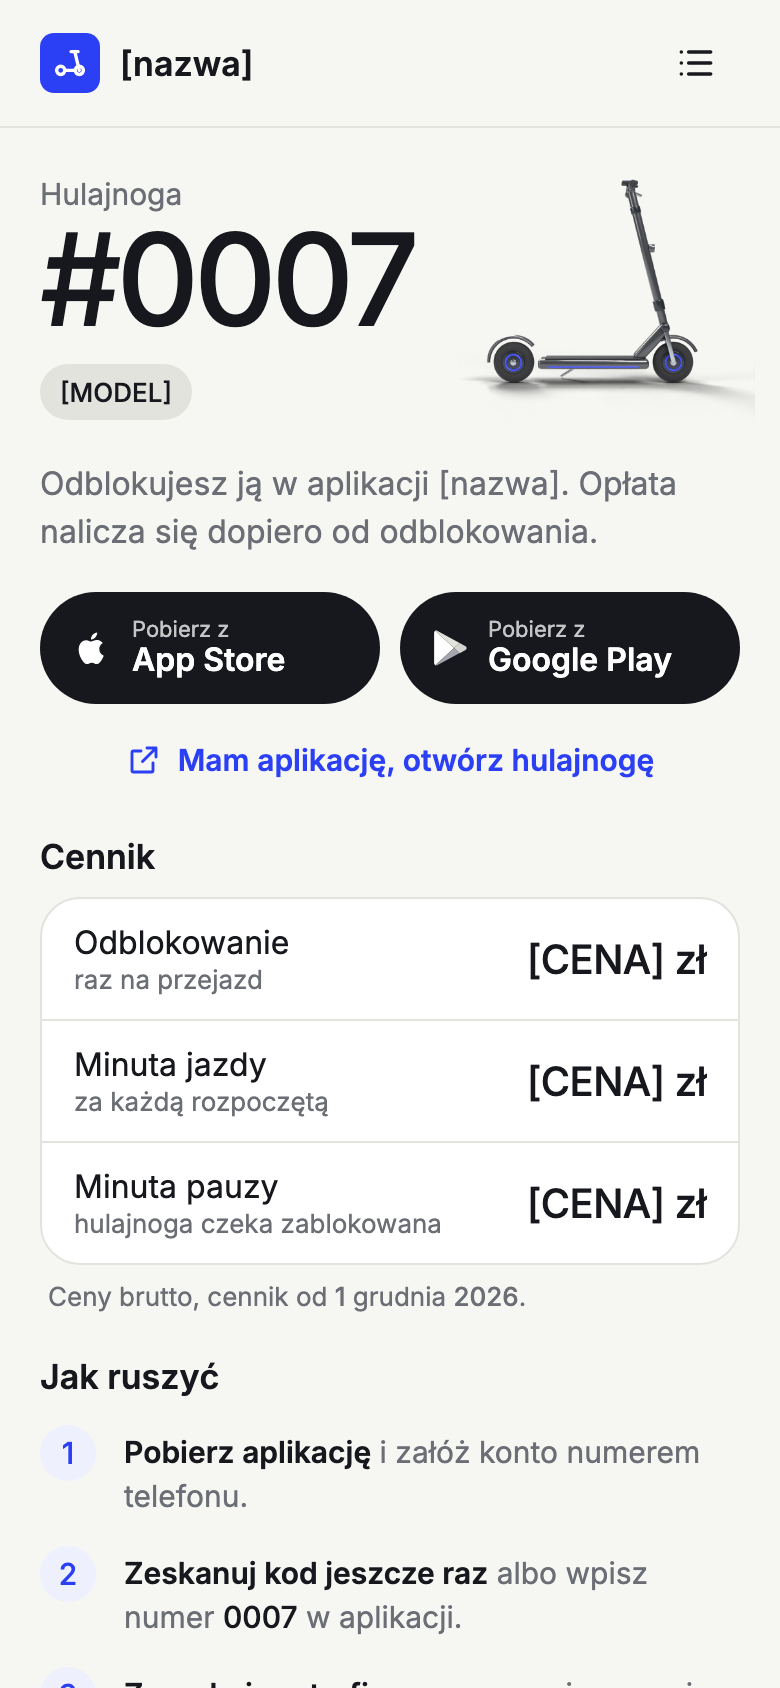 [nazwa]
Hulajnoga
#0007
[MODEL]
Odblokujesz ją w aplikacji [nazwa]. Opłata
nalicza się dopiero od odblokowania.
Pobierz z
App Store
Pobierz z
Google Play
Mam aplikację, otwórz hulajnogę
Cennik
Odblokowanie
[CENA] zł
raz na przejazd
Minuta jazdy
[CENA] zł
za każdą rozpoczętą
Minuta pauzy
[CENA] zł
hulajnoga czeka zablokowana
Ceny brutto, cennik od 1 grudnia 2026.
Jak ruszyć
1
Pobierz aplikację i załóż konto numerem
telefonu.
2
Zeskanuj kod jeszcze raz albo wpisz
numer 0007 w aplikacji.